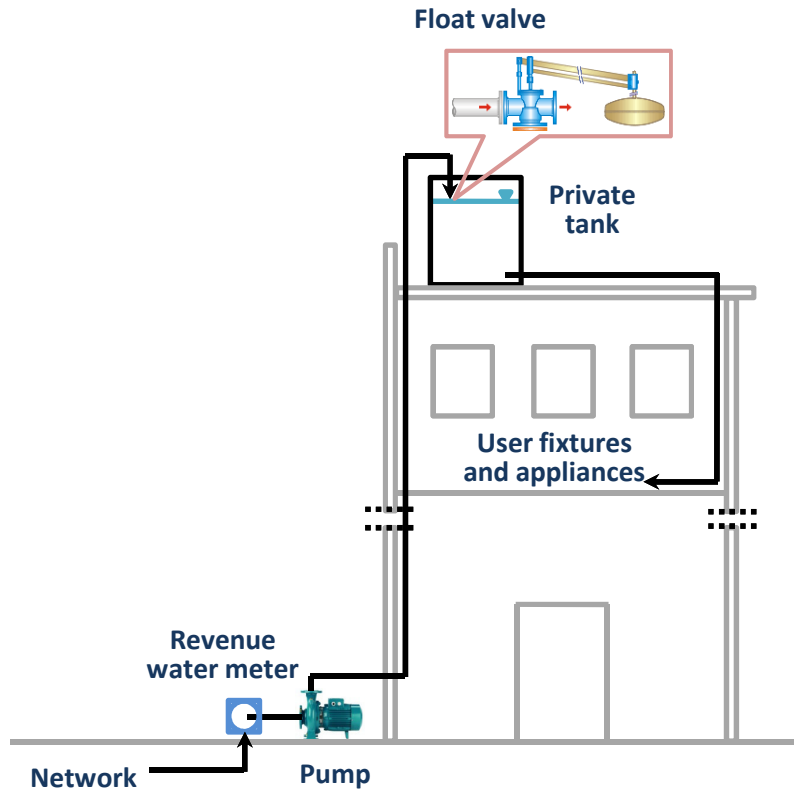 Float valve
Private
tank
User fixtures
and appliances
Revenue
water meter
Network
Pump